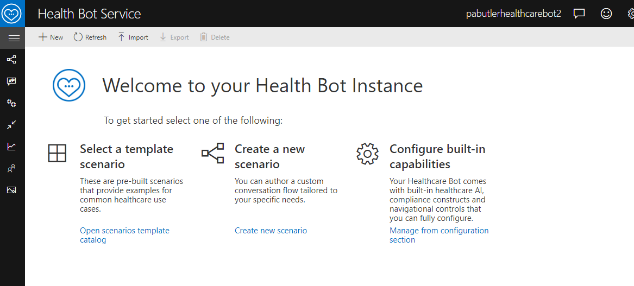 Health Bot Service
pabutlerhealthcarebot2
New Refresh Import Export Delete
Welcome to your Health Bot Instance
To get started select one of the following:
Select a template
scenario
These are pre-built scenarios
that provide examples for
common healthcare use
cases.
Open scenarios template
catalog
Create a new
scenario
You can author a custom
conversation flow tailored to
your specific needs.
Create new scenario
Configure built-in
capabilities
Your Healthcare Bot comes
with built-in healthcare AI,
compliance constructs and
navigational controls that
you can fully configure.
Manage from configuration
section